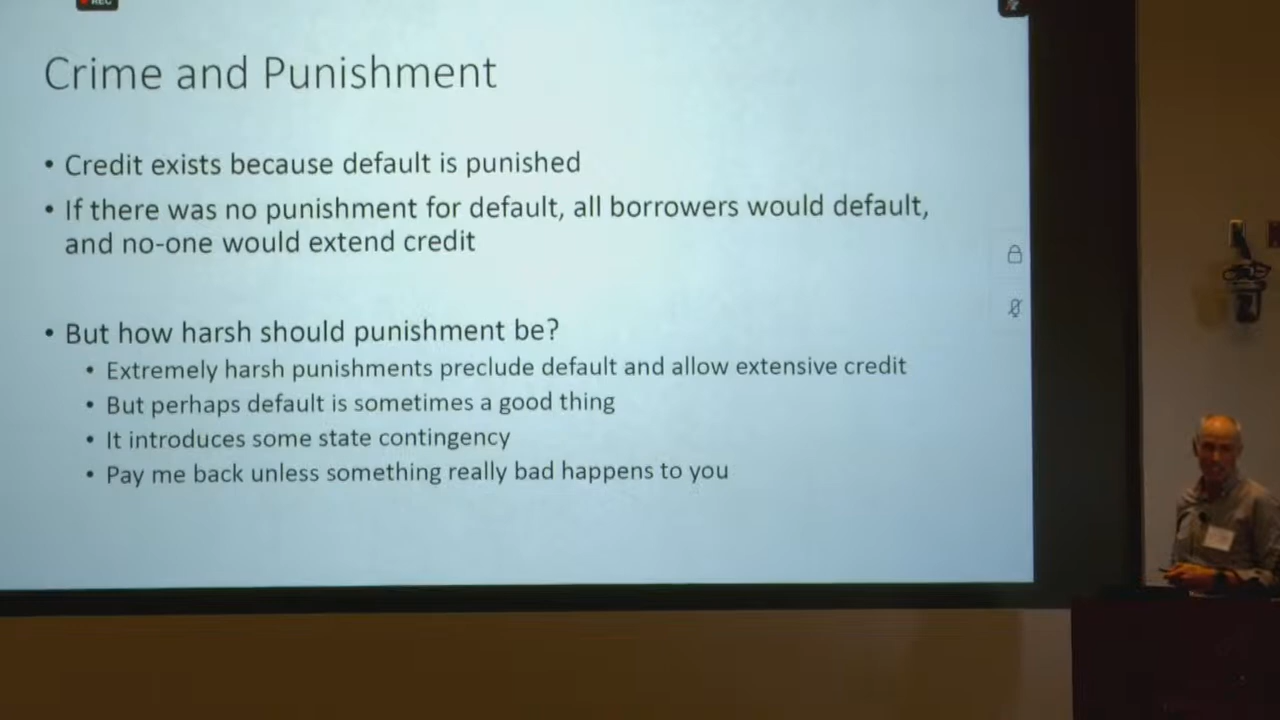 REC
Crime and Punishment
• Credit exists because default is punished
• If there was no punishment for default, all borrowers would default,
and no-one would extend credit
• But how harsh should punishment be?
• Extremely harsh punishments preclude default and allow extensive credit
• But perhaps default is sometimes a good thing
• It introduces some state contingency
• Pay me back unless something really bad happens to you